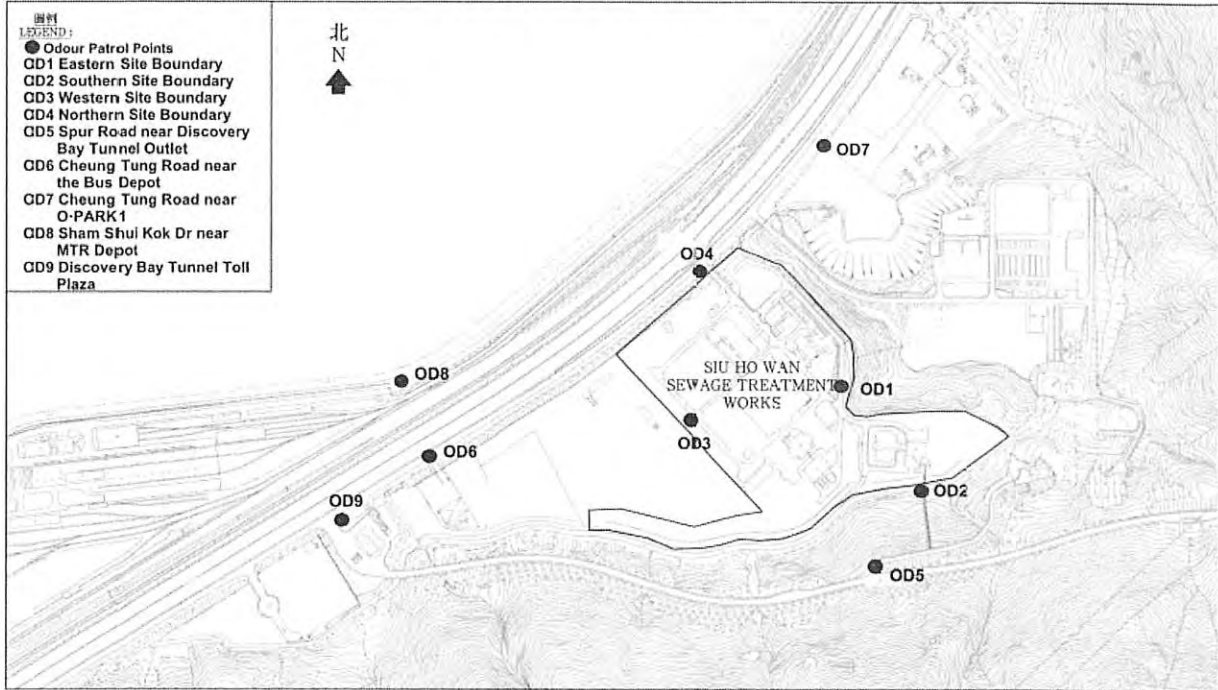 圖例
LEGEND :
Odour Patrol Points
OD1 Eastern Site Boundary
OD2 Southern Site Boundary
OD3 Western Site Boundary
OD4 Northern Site Boundary
OD5 Spur Road near Discovery
Bay Tunnel Outlet
OD6 Cheung Tung Road near
the Bus Depot
OD7 Cheung Tung Road near
O·PARK1
OD8 Sham Shui Kok Dr near
MTR Depot
OD9 Discovery Bay Tunnel Toll
Plaza
北
N
OD7
OD4
OD8
SIU HO WAN
SEWAGE TREATMENT
WORKS
OD1
OD3
OD6
OD2
OD9
OD5